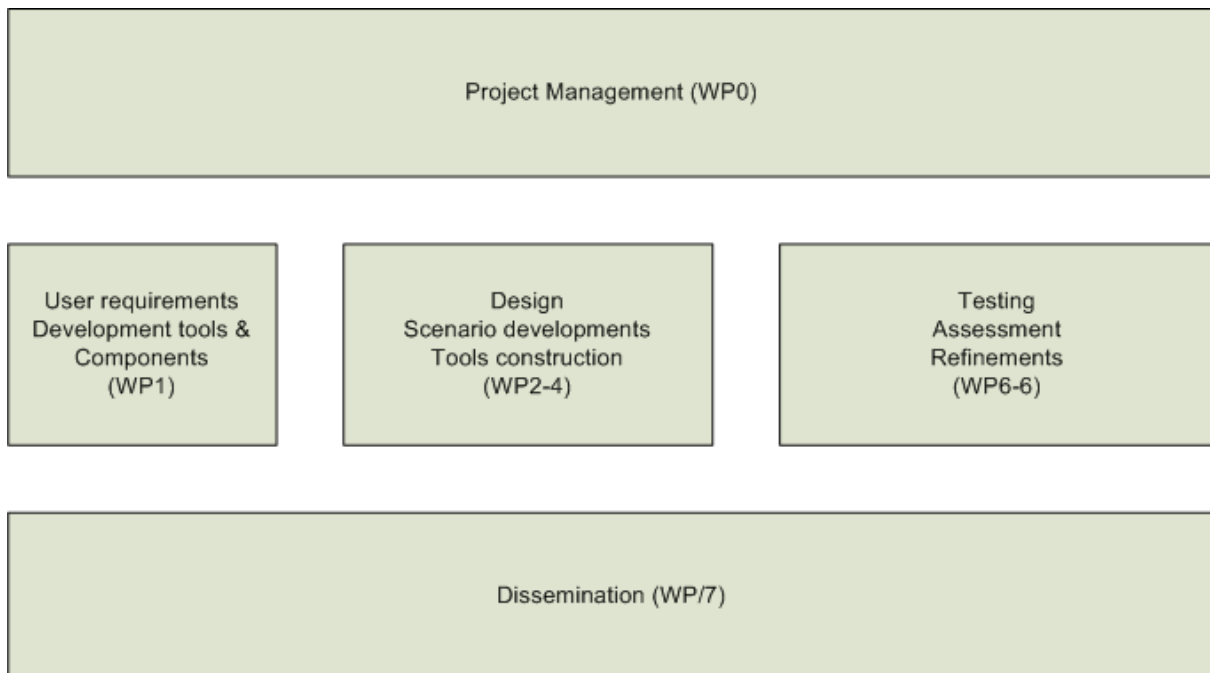 Project Management (WP0)
User requirements
Development tools &
Components
(WP1)
Design
Scenario developments
Tools construction
(WP2-4)
Testing
Assessment
Refinements
(WP6-6)
Dissemination (WP/7)